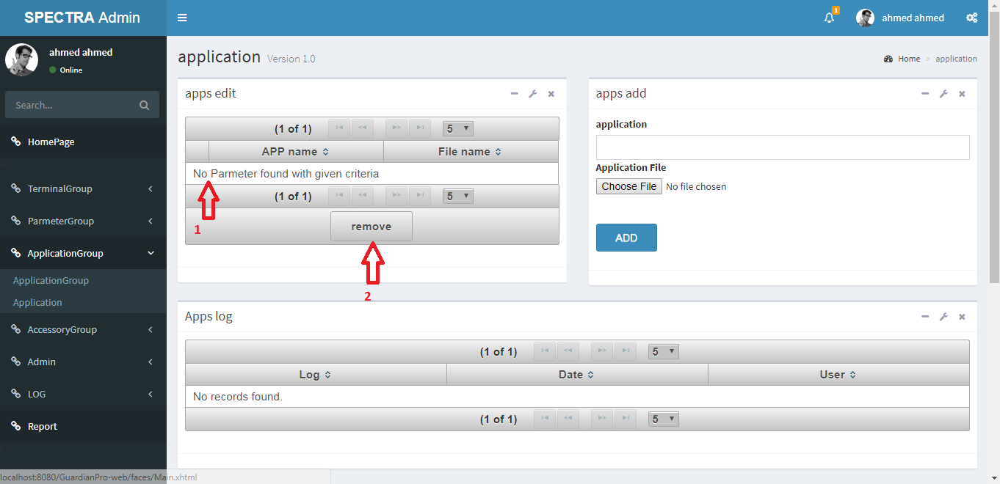 SPECTRA Admin
1
ahmed ahmed
ahmed ahmed
Online
Search...
HomePage
TerminalGroup
ParmeterGroup
ApplicationGroup
ApplicationGroup
Application
AccessoryGroup
Admin
LOG
Report
application Version 1.0
Home > application
apps edit
(1 of 1) 5
APP name File name
No Parmeter found with given criteria
(1 of 1) 5
1
remove
2
apps add
application
Application File
Choose File No file chosen
ADD
Apps log
(1 of 1) 5
Log Date User
No records found.
(1 of 1) 5
localhost:8080/GuardianPro-web/faces/Main.xhtml